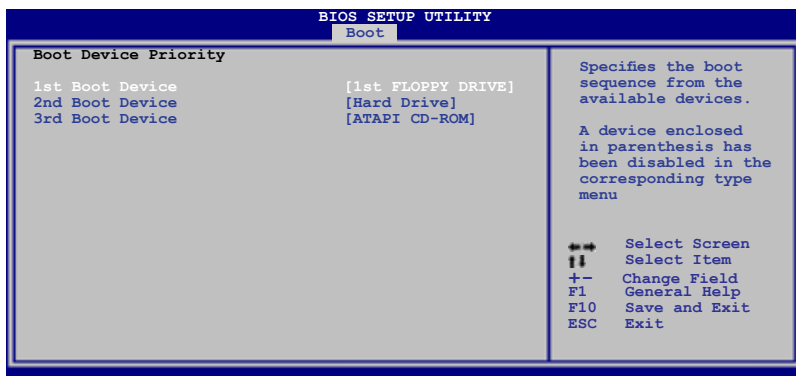 BIOS SETUP UTILITY
Boot
Boot Device Priority
1st Boot Device [1st FLOPPY DRIVE]
2nd Boot Device [Hard Drive]
3rd Boot Device [ATAPI CD-ROM]
Specifies the boot
sequence from the
available devices.
A device enclosed
in parenthesis has
been disabled in the
corresponding type
menu
Select Screen
Select Item
+- Change Field
F1 General Help
F10 Save and Exit
ESC Exit